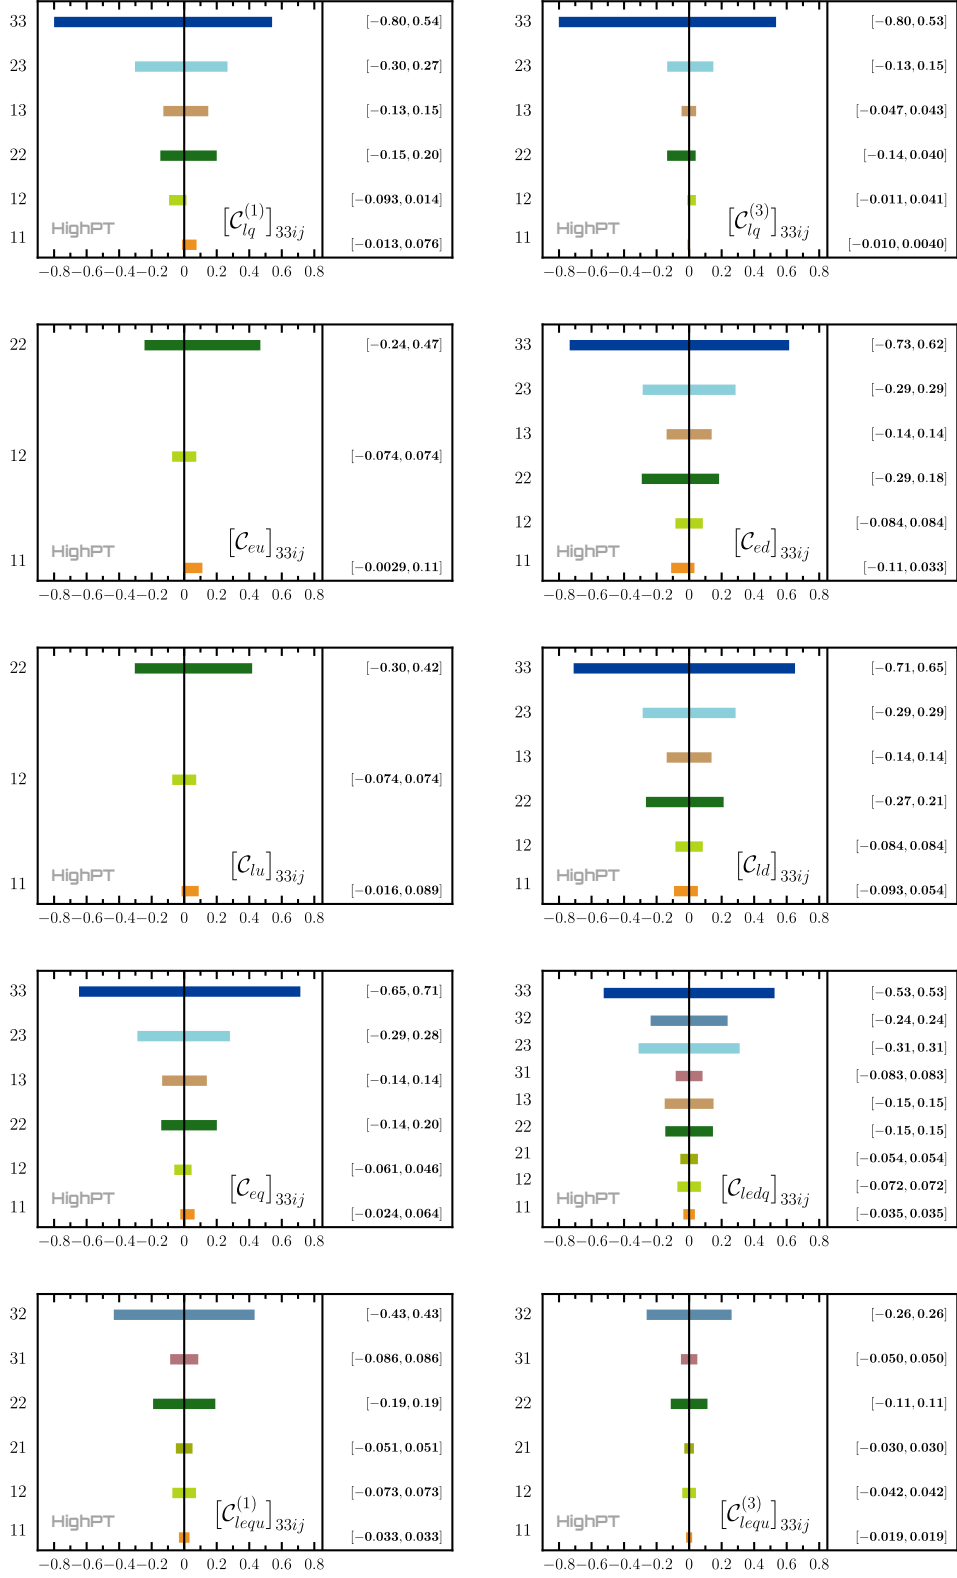 33 [−0.80, 0.54]
23 [−0.30, 0.27]
13 [−0.13, 0.15]
22 [−0.15, 0.20]
12 [−0.093, 0.014]
HighPT [𝒞_{lq}^{(1)}]_{33ij}
11 [−0.013, 0.076]
−0.8−0.6−0.4−0.2 0 0.2 0.4 0.6 0.8
33 [−0.80, 0.53]
23 [−0.13, 0.15]
13 [−0.047, 0.043]
22 [−0.14, 0.040]
12 [−0.011, 0.041]
HighPT [𝒞_{lq}^{(3)}]_{33ij}
11 [−0.010, 0.0040]
−0.8−0.6−0.4−0.2 0 0.2 0.4 0.6 0.8
22 [−0.24, 0.47]
12 [−0.074, 0.074]
HighPT [𝒞_{eu}]_{33ij}
11 [−0.0029, 0.11]
−0.8−0.6−0.4−0.2 0 0.2 0.4 0.6 0.8
33 [−0.73, 0.62]
23 [−0.29, 0.29]
13 [−0.14, 0.14]
22 [−0.29, 0.18]
12 [−0.084, 0.084]
HighPT [𝒞_{ed}]_{33ij}
11 [−0.11, 0.033]
−0.8−0.6−0.4−0.2 0 0.2 0.4 0.6 0.8
22 [−0.30, 0.42]
12 [−0.074, 0.074]
HighPT [𝒞_{lu}]_{33ij}
11 [−0.016, 0.089]
−0.8−0.6−0.4−0.2 0 0.2 0.4 0.6 0.8
33 [−0.71, 0.65]
23 [−0.29, 0.29]
13 [−0.14, 0.14]
22 [−0.27, 0.21]
12 [−0.084, 0.084]
HighPT [𝒞_{ld}]_{33ij}
11 [−0.093, 0.054]
−0.8−0.6−0.4−0.2 0 0.2 0.4 0.6 0.8
33 [−0.65, 0.71]
23 [−0.29, 0.28]
13 [−0.14, 0.14]
22 [−0.14, 0.20]
12 [−0.061, 0.046]
HighPT [𝒞_{eq}]_{33ij}
11 [−0.024, 0.064]
−0.8−0.6−0.4−0.2 0 0.2 0.4 0.6 0.8
33 [−0.53, 0.53]
32 [−0.24, 0.24]
23 [−0.31, 0.31]
31 [−0.083, 0.083]
13 [−0.15, 0.15]
22 [−0.15, 0.15]
21 [−0.054, 0.054]
12 [−0.072, 0.072]
HighPT [𝒞_{ledq}]_{33ij}
11 [−0.035, 0.035]
−0.8−0.6−0.4−0.2 0 0.2 0.4 0.6 0.8
32 [−0.43, 0.43]
31 [−0.086, 0.086]
22 [−0.19, 0.19]
21 [−0.051, 0.051]
12 [−0.073, 0.073]
HighPT [𝒞_{lequ}^{(1)}]_{33ij}
11 [−0.033, 0.033]
−0.8−0.6−0.4−0.2 0 0.2 0.4 0.6 0.8
32 [−0.26, 0.26]
31 [−0.050, 0.050]
22 [−0.11, 0.11]
21 [−0.030, 0.030]
12 [−0.042, 0.042]
HighPT [𝒞_{lequ}^{(3)}]_{33ij}
11 [−0.019, 0.019]
−0.8−0.6−0.4−0.2 0 0.2 0.4 0.6 0.8